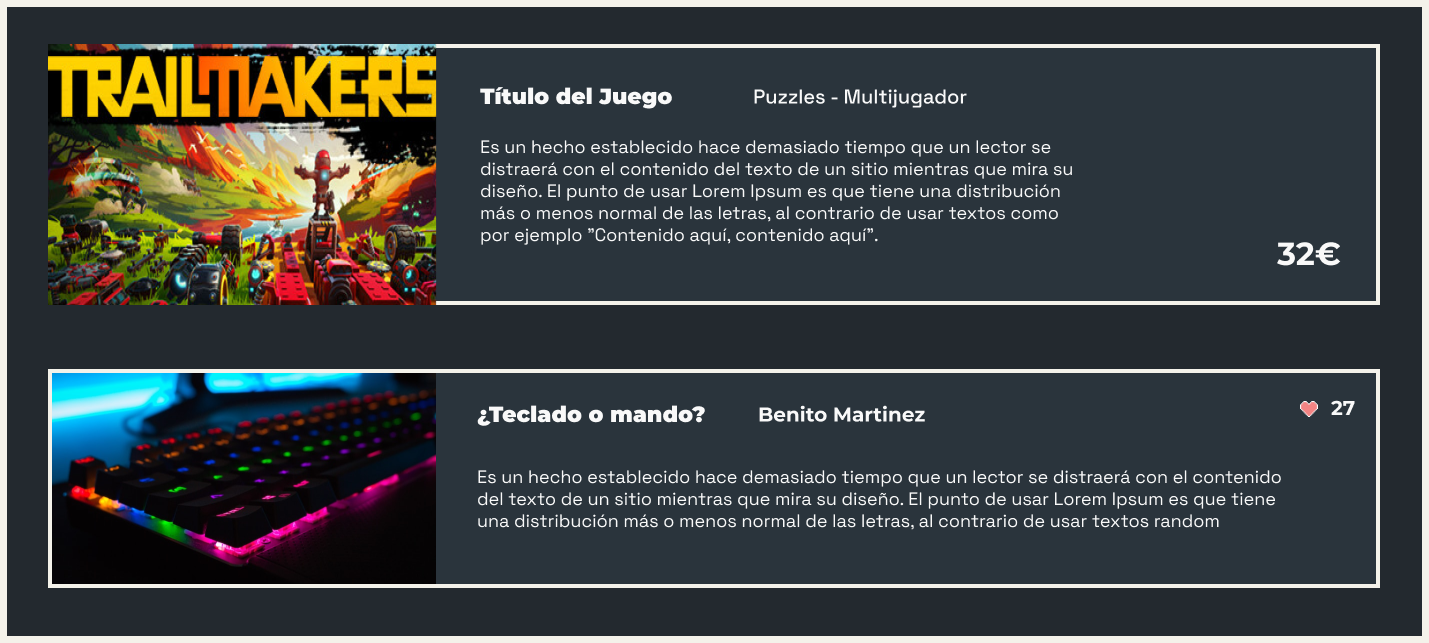 TRAILMAKERS
Título del Juego
Puzzles - Multijugador
Es un hecho establecido hace demasiado tiempo que un lector se
distraerá con el contenido del texto de un sitio mientras que mira su
diseño. El punto de usar Lorem Ipsum es que tiene una distribución
más o menos normal de las letras, al contrario de usar textos como
por ejemplo ”Contenido aquí, contenido aquí”.
32€
¿Teclado o mando?
Benito Martinez
27
Es un hecho establecido hace demasiado tiempo que un lector se distraerá con el contenido
del texto de un sitio mientras que mira su diseño. El punto de usar Lorem Ipsum es que tiene
una distribución más o menos normal de las letras, al contrario de usar textos random